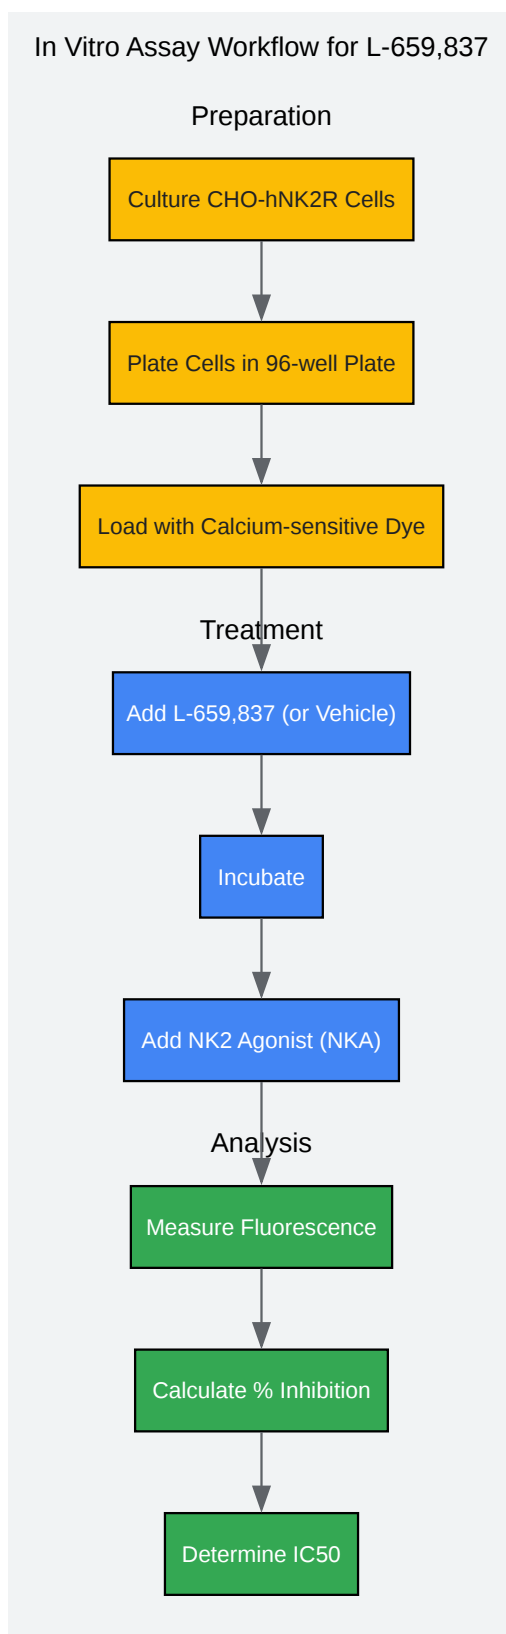 In Vitro Assay Workflow for L-659,837
Preparation
Culture CHO-hNK2R Cells
Plate Cells in 96-well Plate
Load with Calcium-sensitive Dye
Treatment
Add L-659,837 (or Vehicle)
Incubate
Add NK2 Agonist (NKA)
Analysis
Measure Fluorescence
Calculate % Inhibition
Determine IC50